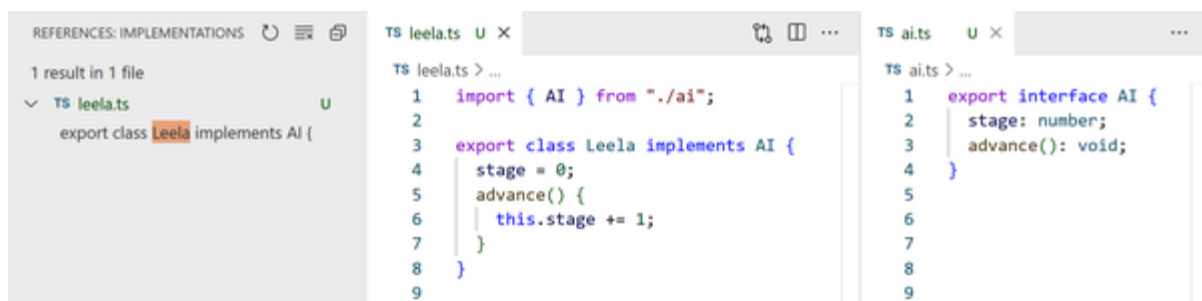 REFERENCES: IMPLEMENTATIONS
1 result in 1 file
TS leela.ts U
export class Leela implements AI {
TS leela.ts U
TS leela.ts > ...
1 import { AI } from "./ai";
2
3 export class Leela implements AI {
4 stage = 0;
5 advance() {
6 this.stage += 1;
7 }
8 }
9
TS ai.ts U
TS ai.ts > ...
1 export interface AI {
2 stage: number;
3 advance(): void;
4 }
5
6
7
8
9